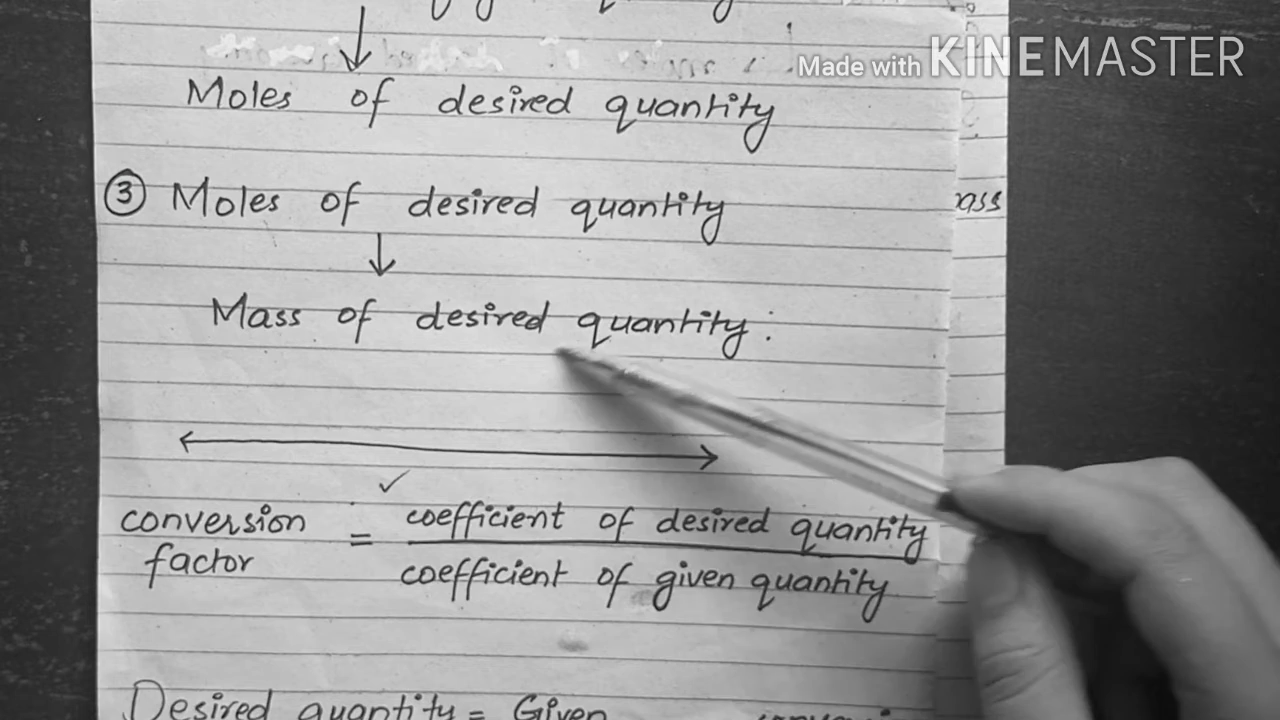 Made with KINEMASTER
Moles of desired quantity
③ Moles of desired quantity
ass
↓
Mass of desired quantity :
✓
conversion factor = coefficient of desired quantity
coefficient of given quantity
Desired quantity = Given